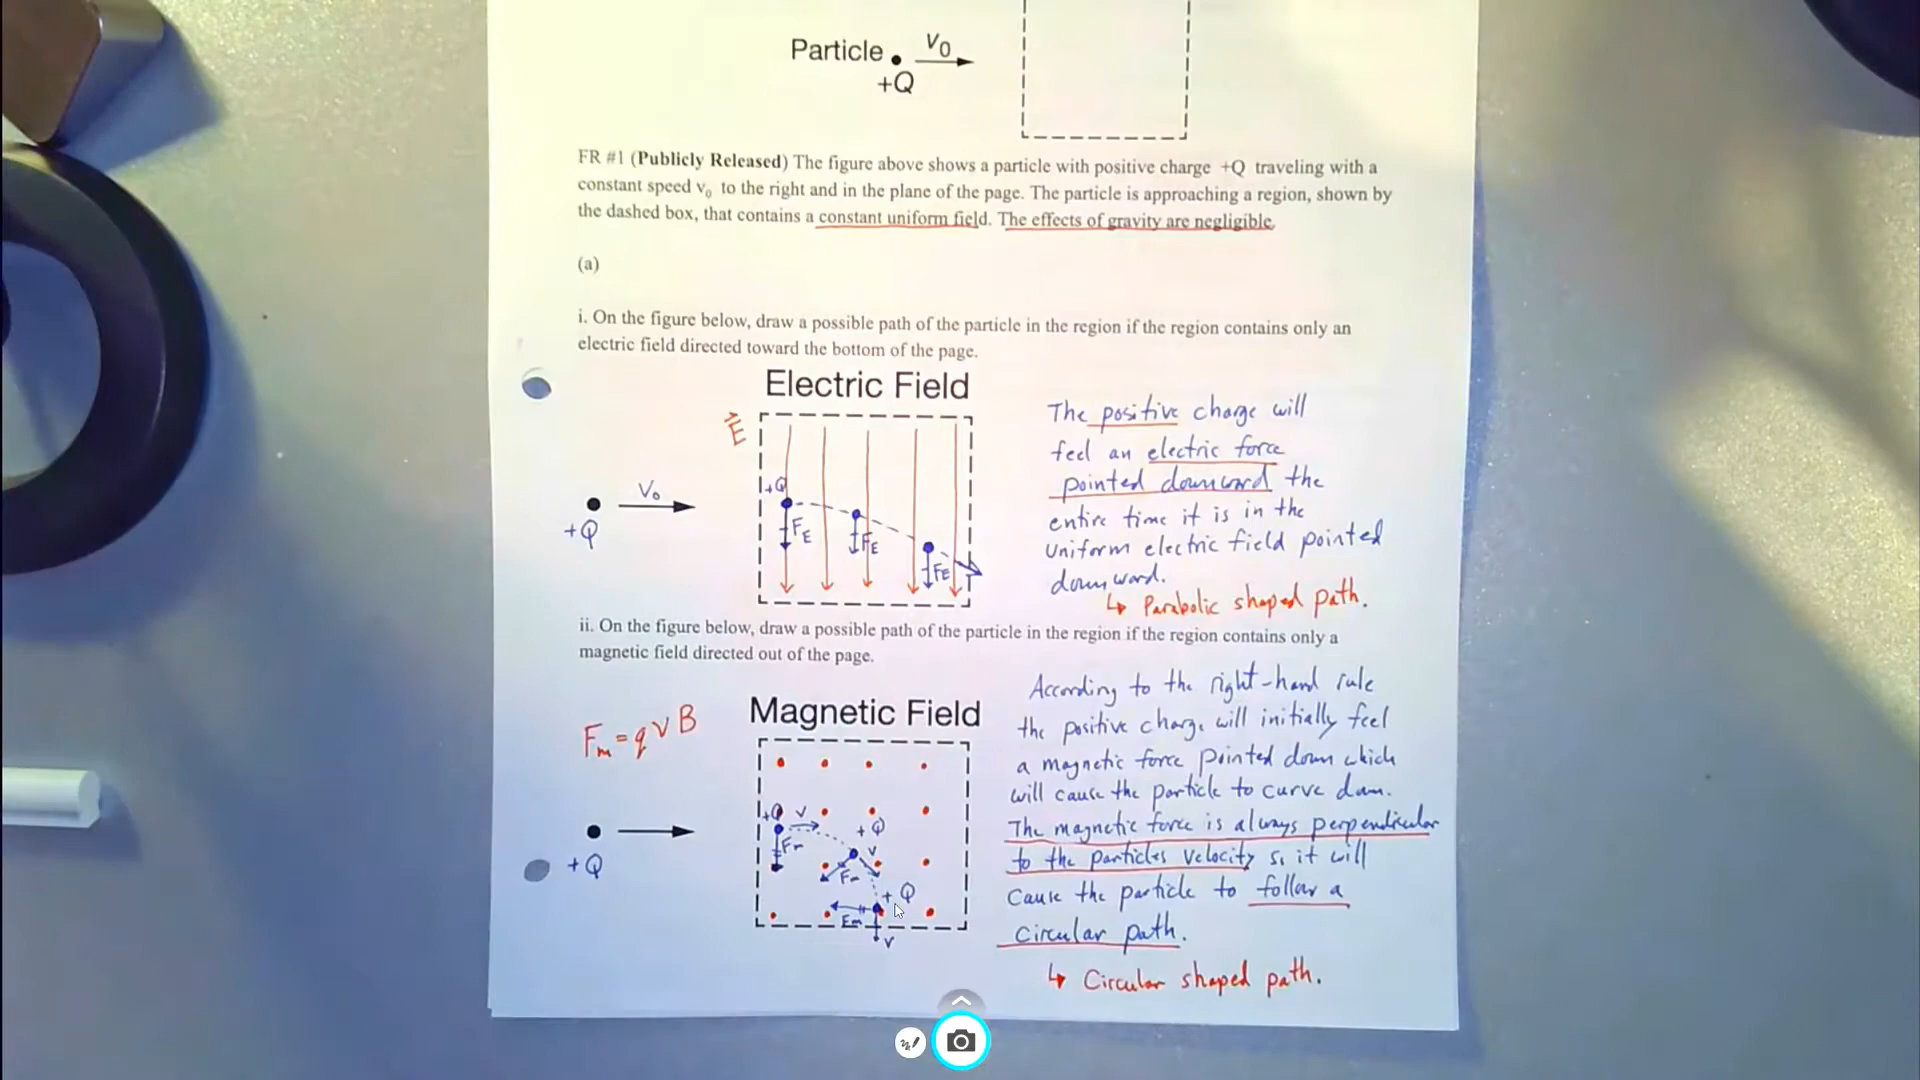 Particle
V0
+Q
FR #1 (Publicly Released) The figure above shows a particle with positive charge +Q traveling with a
constant speed v₀ to the right and in the plane of the page. The particle is approaching a region, shown by
the dashed box, that contains a constant uniform field. The effects of gravity are negligible.
(a)
i. On the figure below, draw a possible path of the particle in the region if the region contains only an
electric field directed toward the bottom of the page.
Electric Field
E
+Q
V₀
+Q
FE
FE
FE
The positive charge will
feel an electric force
pointed downward the
entire time it is in the
Uniform electric field pointed
downward.
↳ Parabolic shaped path.
ii. On the figure below, draw a possible path of the particle in the region if the region contains only a
magnetic field directed out of the page.
Magnetic Field
Fm = qVB
+Q
+Q
V
Fm
+Q
V
Fm
+Q
Fm
V
According to the right-hand rule
the positive charge will initially feel
a magnetic force pointed down which
will cause the particle to curve down.
The magnetic force is always perpendicular
to the particles velocity so it will
cause the particle to follow a
circular path.
↳ Circular shaped path.